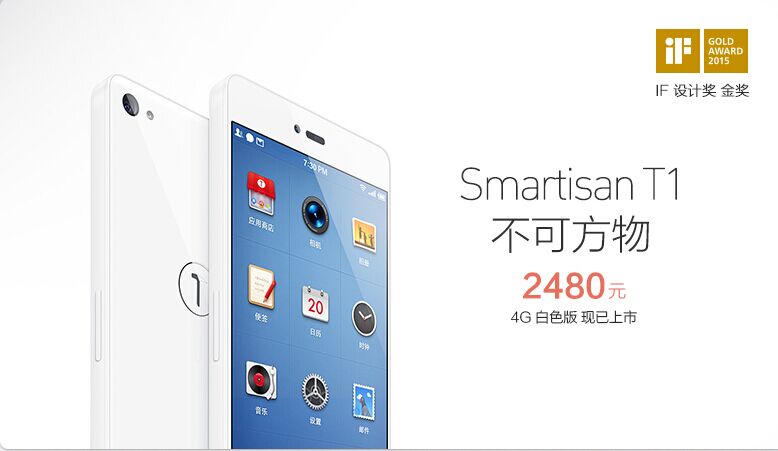 iF
GOLD
AWARD
2015
IF 设计奖 金奖
Smartisan T1
不可方物
2480元
4G 白色版 现已上市
7:30 PM
应用商店
相机
相册
便签
20
日历
时钟
音乐
设置
邮件